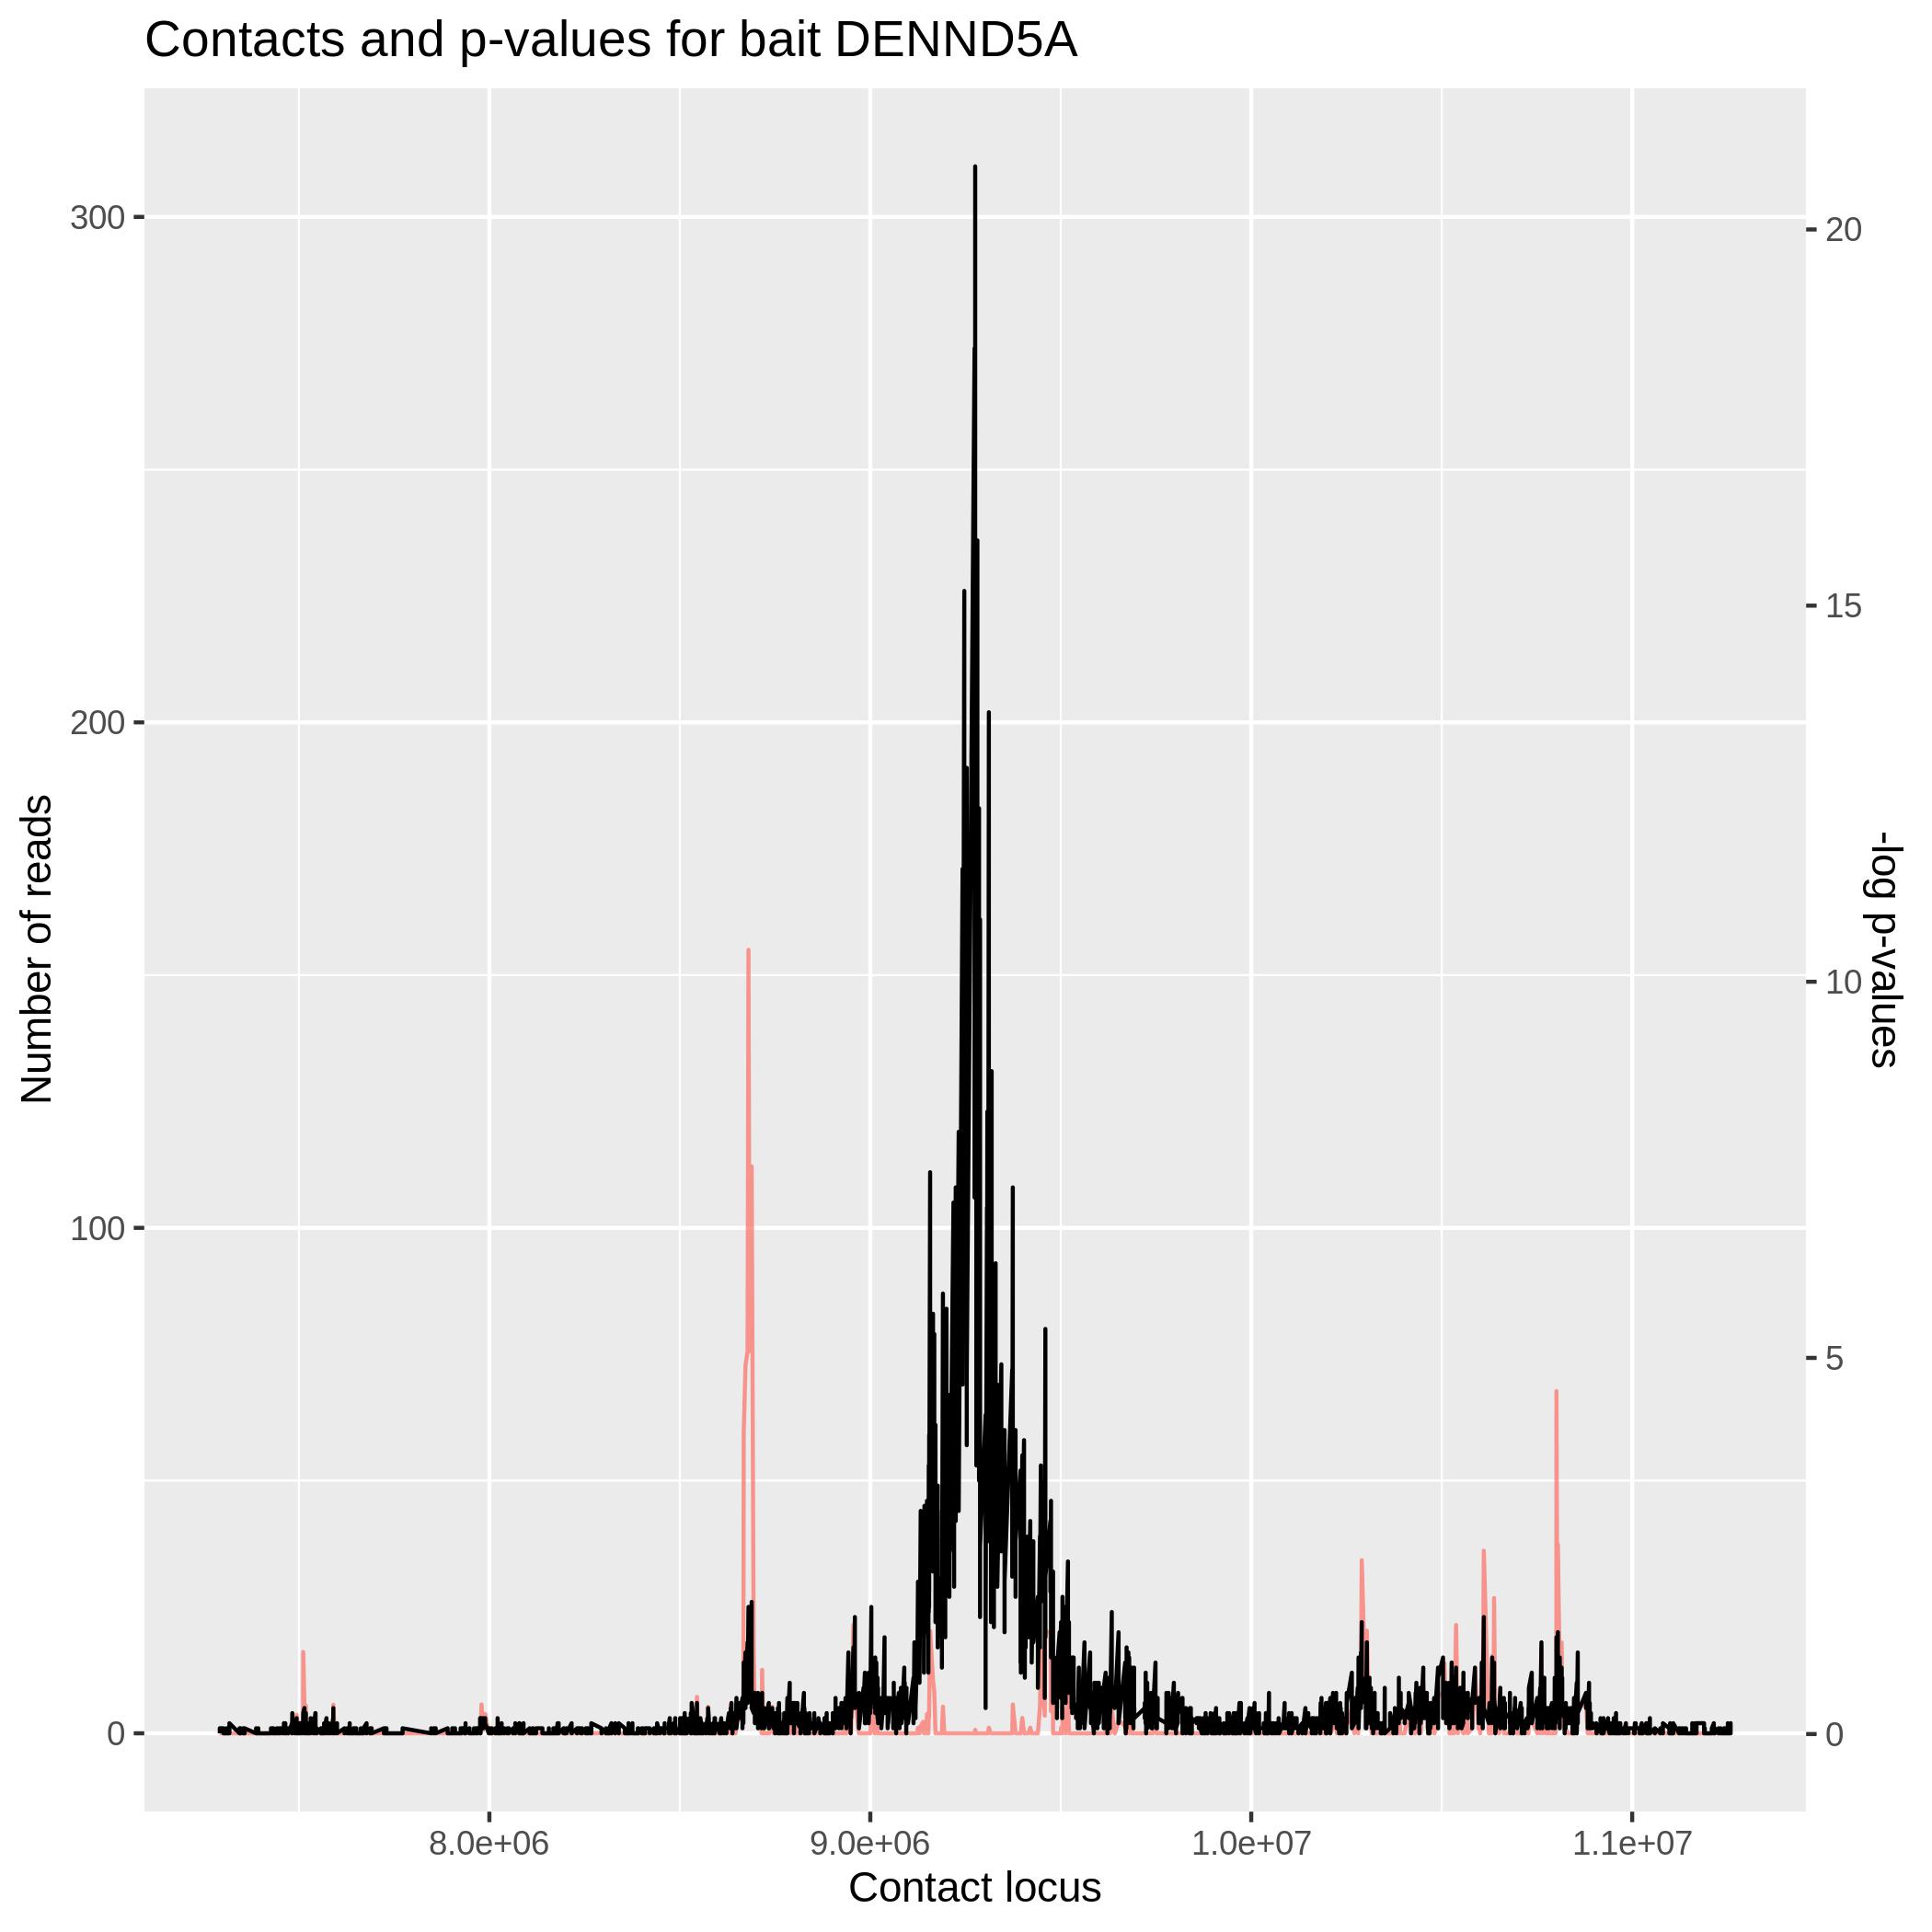 Contacts and p-values for bait DENND5A
300
200
100
0
Number of reads
20
15
10
5
0
-log p-values
8.0e+06
9.0e+06
1.0e+07
1.1e+07
Contact locus